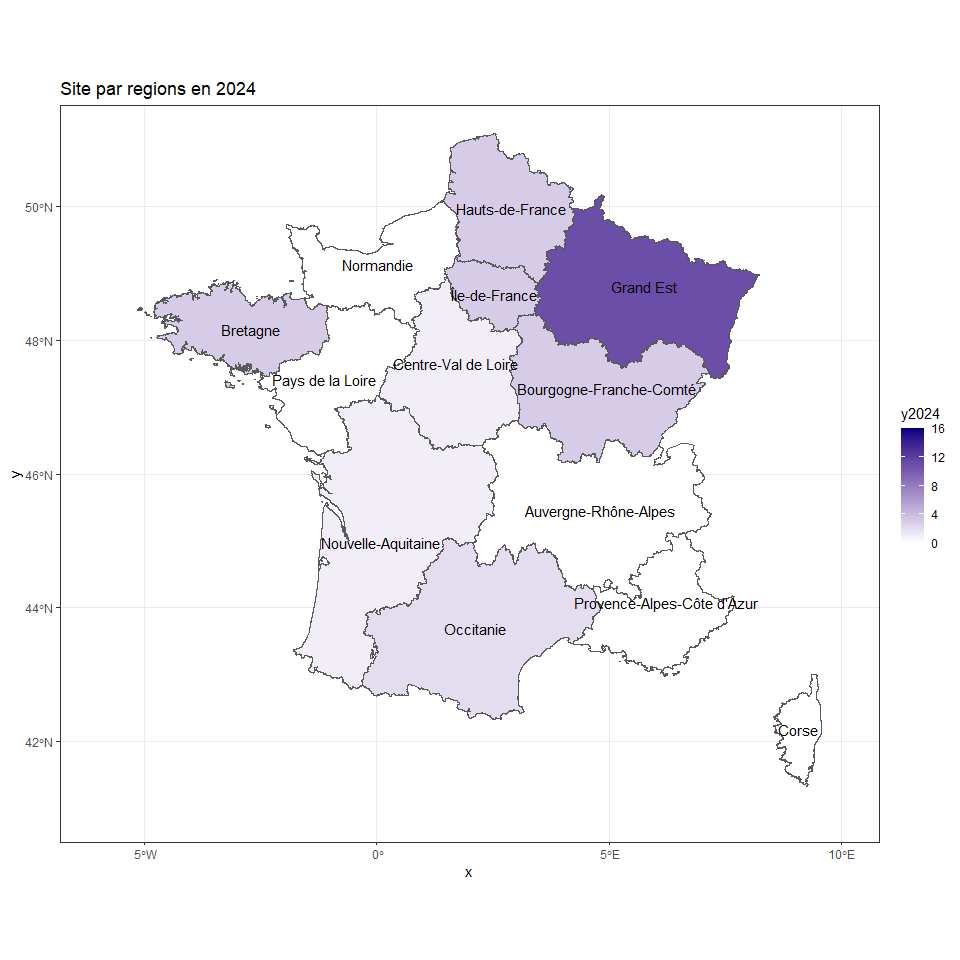 Site par regions en 2024
50°N
48°N
46°N
44°N
42°N
y
Hauts-de-France
Normandie
Île-de-France
Grand Est
Bretagne
Centre-Val de Loire
Pays de la Loire
Bourgogne-Franche-Comté
Auvergne-Rhône-Alpes
Nouvelle-Aquitaine
Provence-Alpes-Côte d'Azur
Occitanie
Corse
y2024
16
12
8
4
0
5°W
0°
5°E
10°E
x